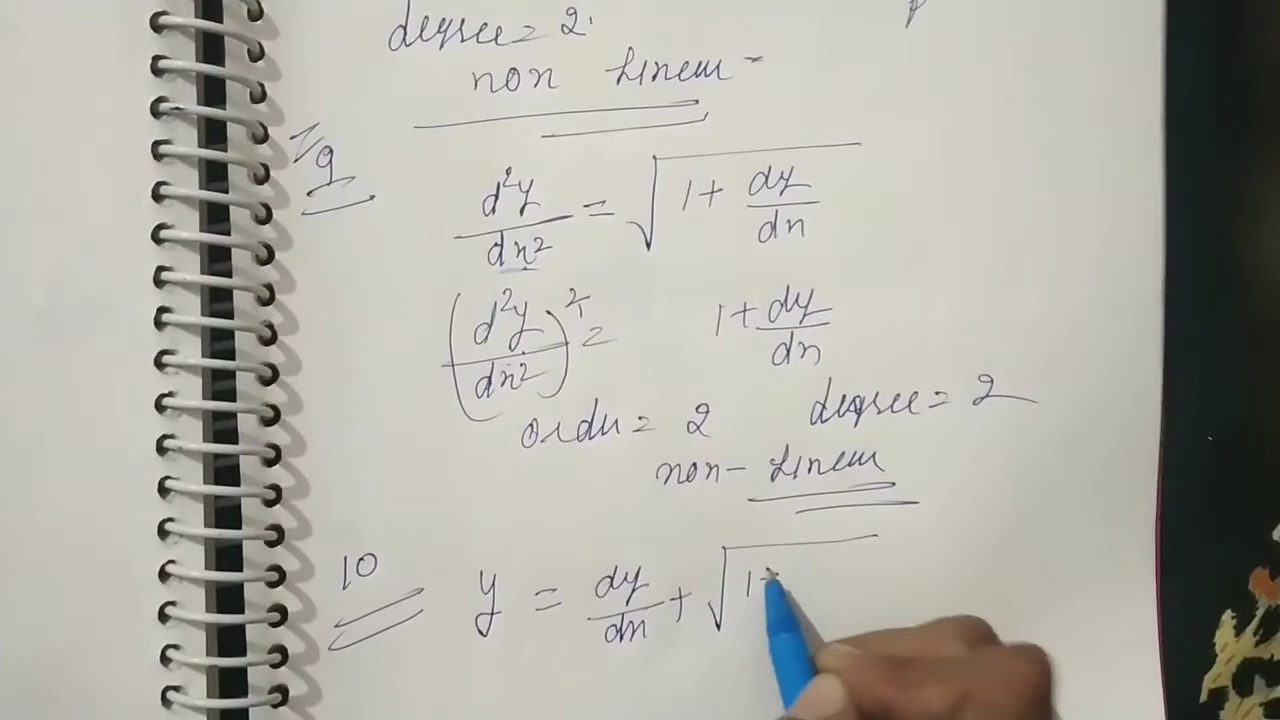 degree = 2.
non Linear
9
d²y/dx² = √(1 + dy/dx)
(d²y/dx²)² = 1 + dy/dx
order = 2 degree = 2
non-Linear
10 y = dy/dx + √(1+